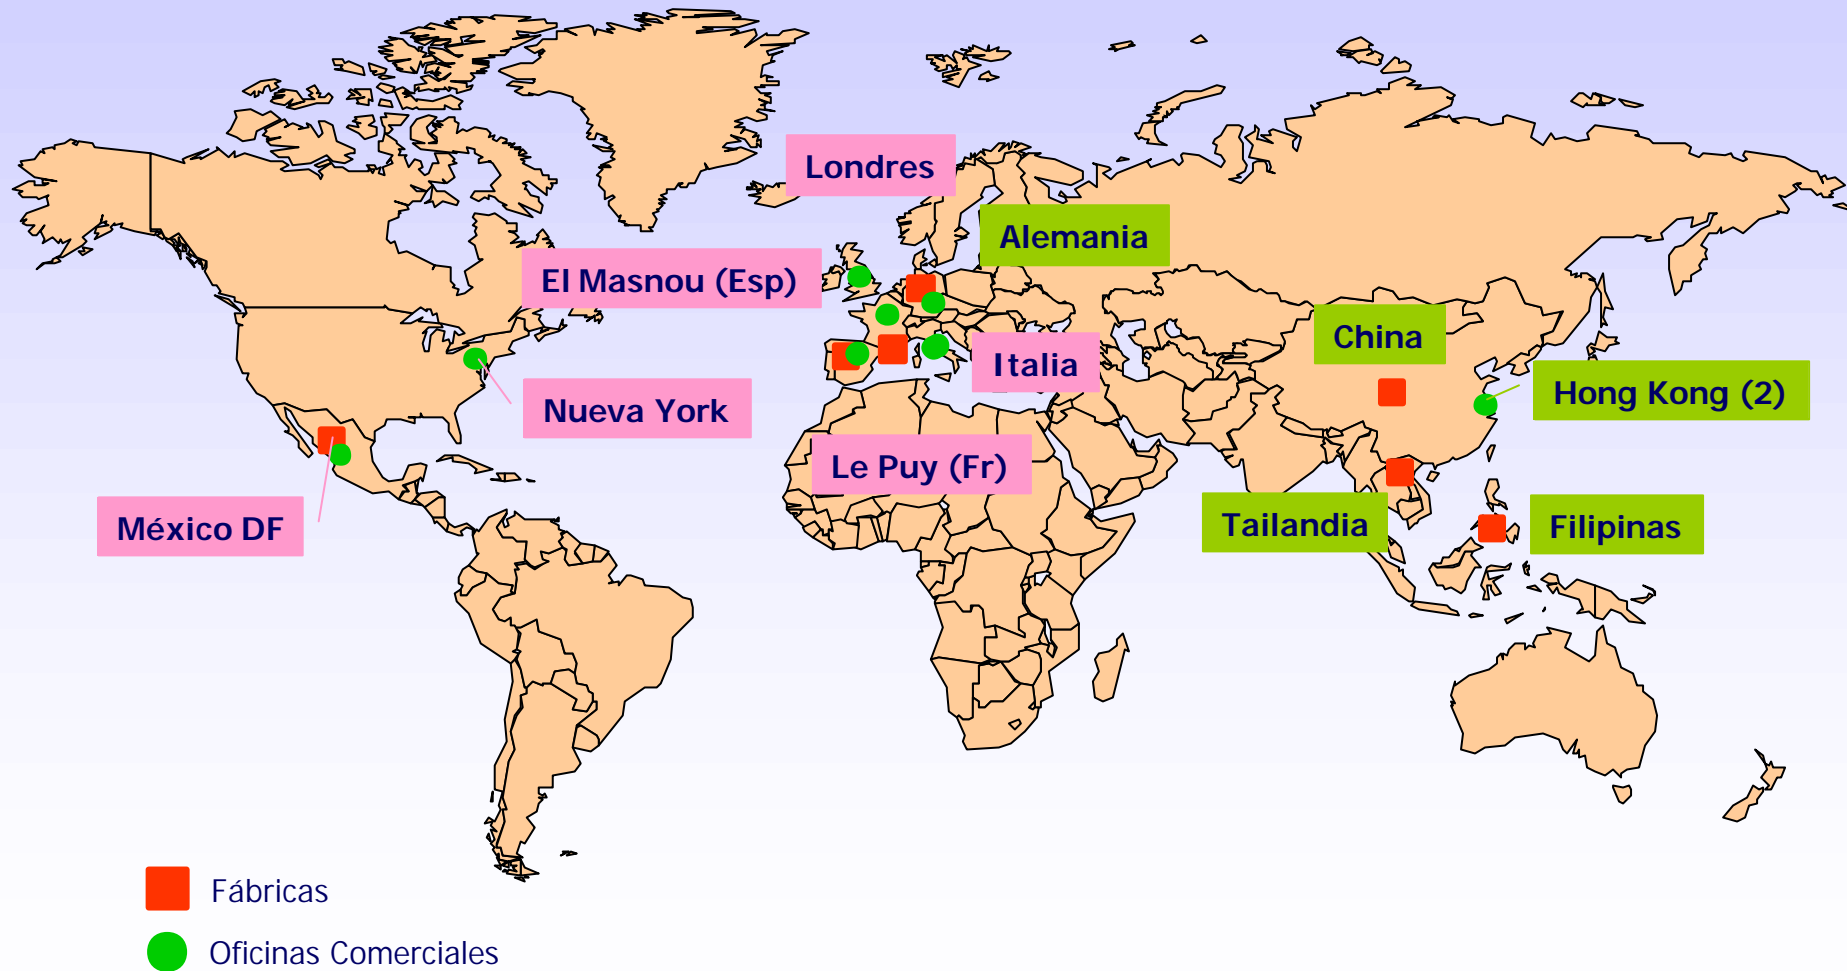 Londres
Alemania
El Masnou (Esp)
China
Italia
Hong Kong (2)
Nueva York
Le Puy (Fr)
México DF
Tailandia
Filipinas
Fábricas
Oficinas Comerciales